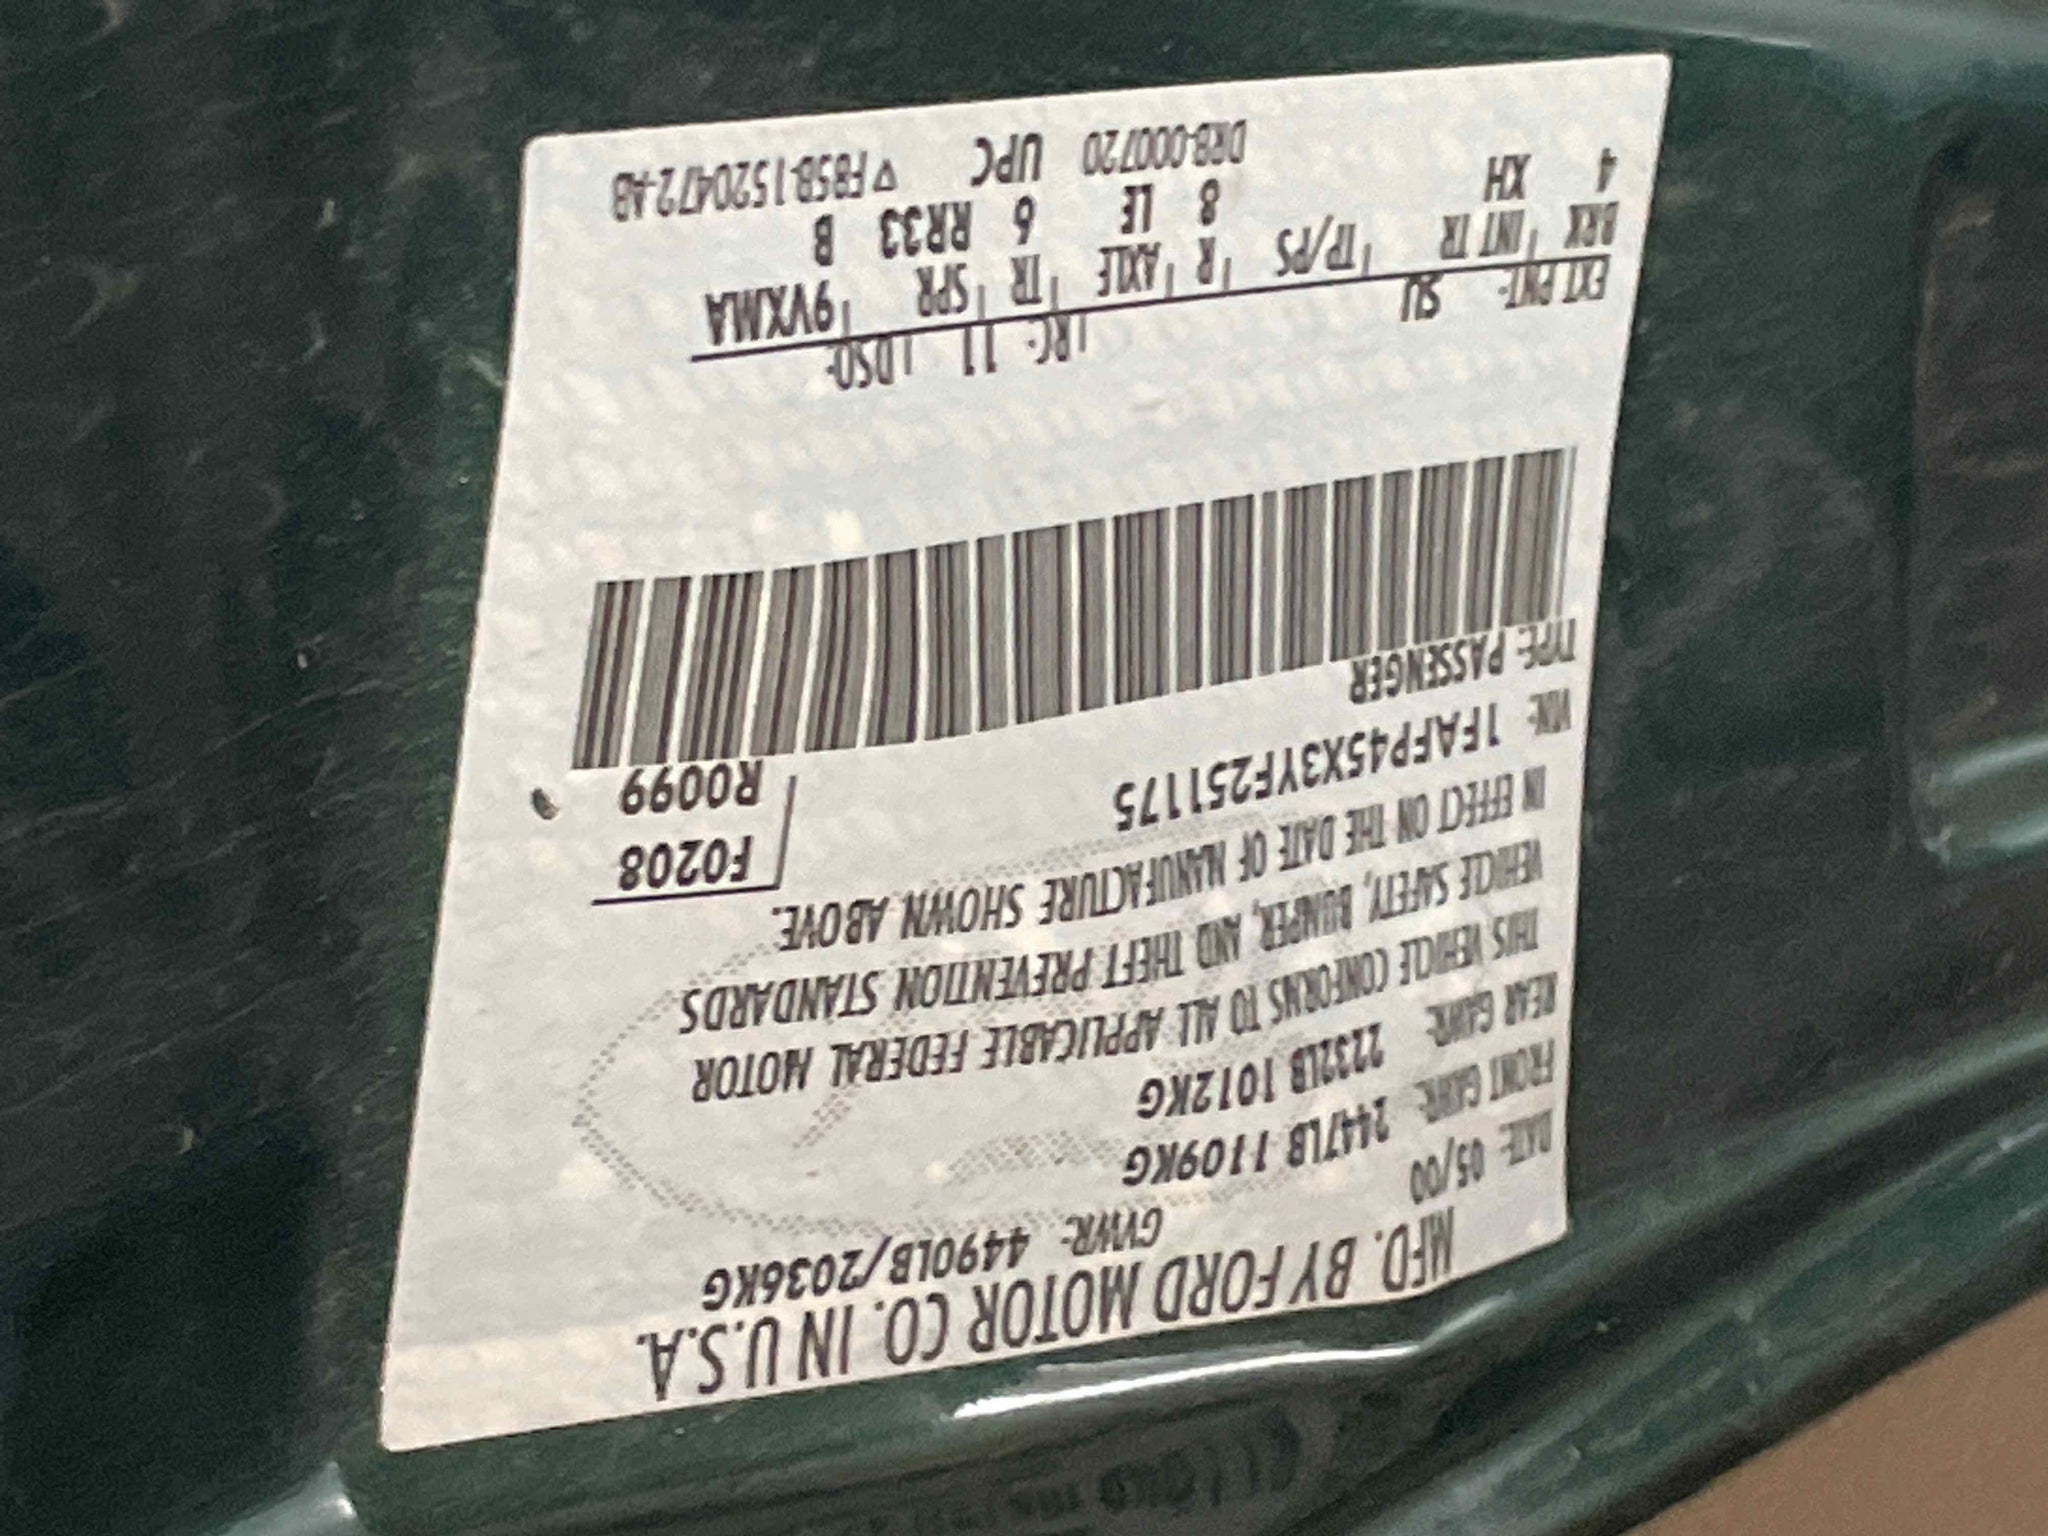 MFD. BY FORD MOTOR CO. IN U.S.A.
DATE: 05/00 GVWR: 4490LB/2036KG
FRONT GAWR: 2447LB 1109KG
REAR GAWR: 2232LB 1012KG
THIS VEHICLE CONFORMS TO ALL APPLICABLE FEDERAL MOTOR
VEHICLE SAFETY, BUMPER, AND THEFT PREVENTION STANDARDS
IN EFFECT ON THE DATE OF MANUFACTURE SHOWN ABOVE.
VIN: 1FAFP45X3YF251175
F0208
TYPE: PASSENGER
R0099
EXT PNT: SU RC: 11 DSO:
BRK INT TR TP/PS R AXLE TR SPR 9VXMA
4 XH 8 LE 6 RR33 B
DRB-000720 UPC ▽ F85B-1520472-AB